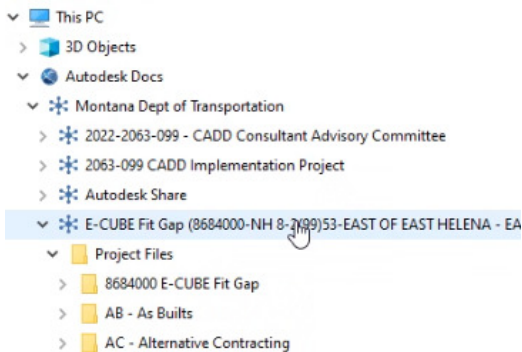 This PC
3D Objects
Autodesk Docs
Montana Dept of Transportation
2022-2063-099 - CADD Consultant Advisory Committee
2063-099 CADD Implementation Project
Autodesk Share
E-CUBE Fit Gap (8684000-NH 8-2(99)53-EAST OF EAST HELENA - EA
Project Files
8684000 E-CUBE Fit Gap
AB - As Builts
AC - Alternative Contracting